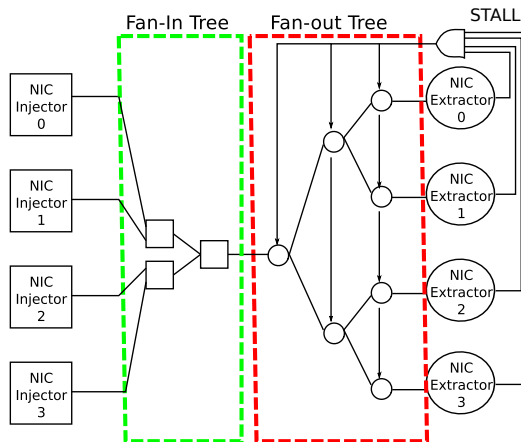 Fan-In Tree
Fan-out Tree
STALL
NIC
Injector
0
NIC
Injector
1
NIC
Injector
2
NIC
Injector
3
NIC
Extractor
0
NIC
Extractor
1
NIC
Extractor
2
NIC
Extractor
3